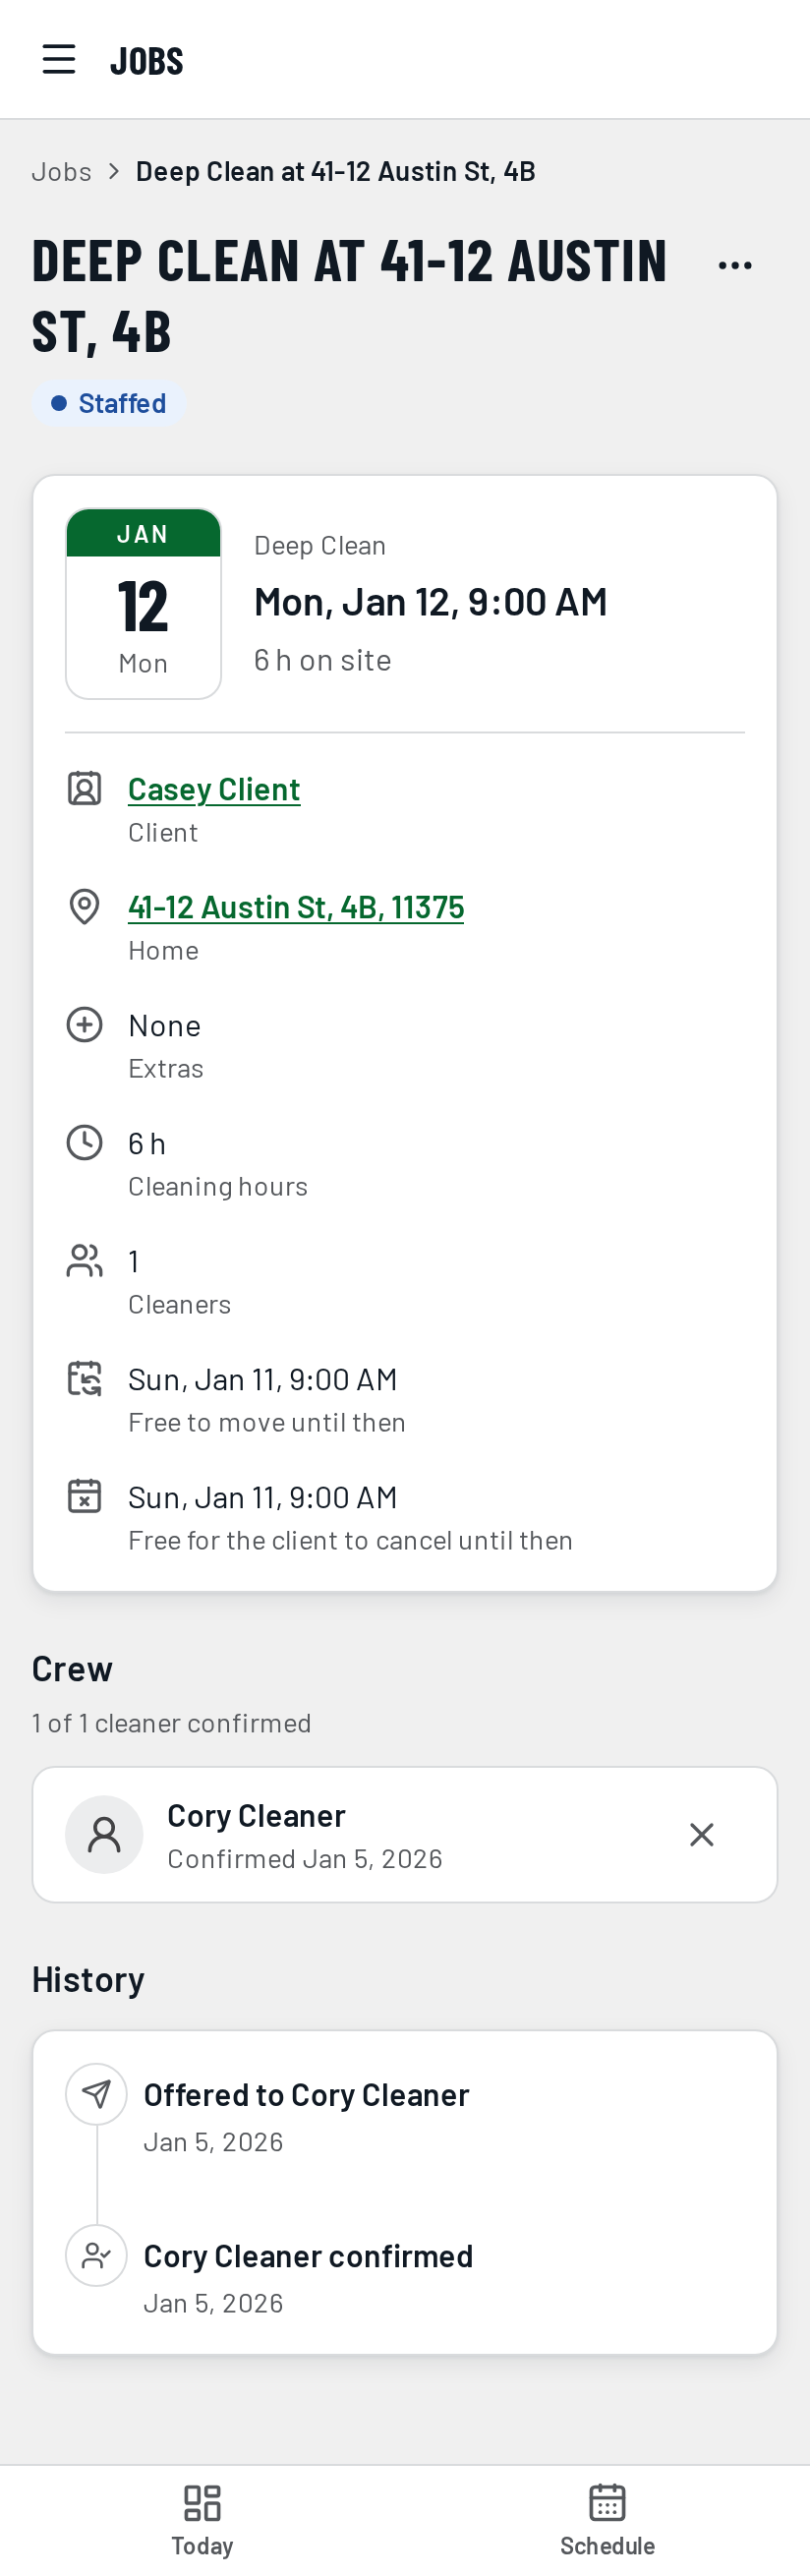 JOBS
Jobs > Deep Clean at 41-12 Austin St, 4B
DEEP CLEAN AT 41-12 AUSTIN
ST, 4B
Staffed
JAN
12
Mon
Deep Clean
Mon, Jan 12, 9:00 AM
6 h on site
Casey Client
Client
41-12 Austin St, 4B, 11375
Home
None
Extras
6 h
Cleaning hours
1
Cleaners
Sun, Jan 11, 9:00 AM
Free to move until then
Sun, Jan 11, 9:00 AM
Free for the client to cancel until then
Crew
1 of 1 cleaner confirmed
Cory Cleaner
Confirmed Jan 5, 2026
History
Offered to Cory Cleaner
Jan 5, 2026
Cory Cleaner confirmed
Jan 5, 2026
Today
Schedule